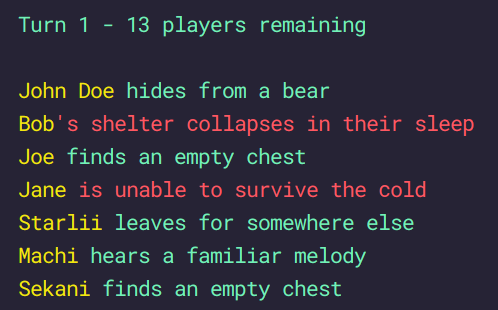 Turn 1 - 13 players remaining
John Doe hides from a bear
Bob's shelter collapses in their sleep
Joe finds an empty chest
Jane is unable to survive the cold
Starlii leaves for somewhere else
Machi hears a familiar melody
Sekani finds an empty chest